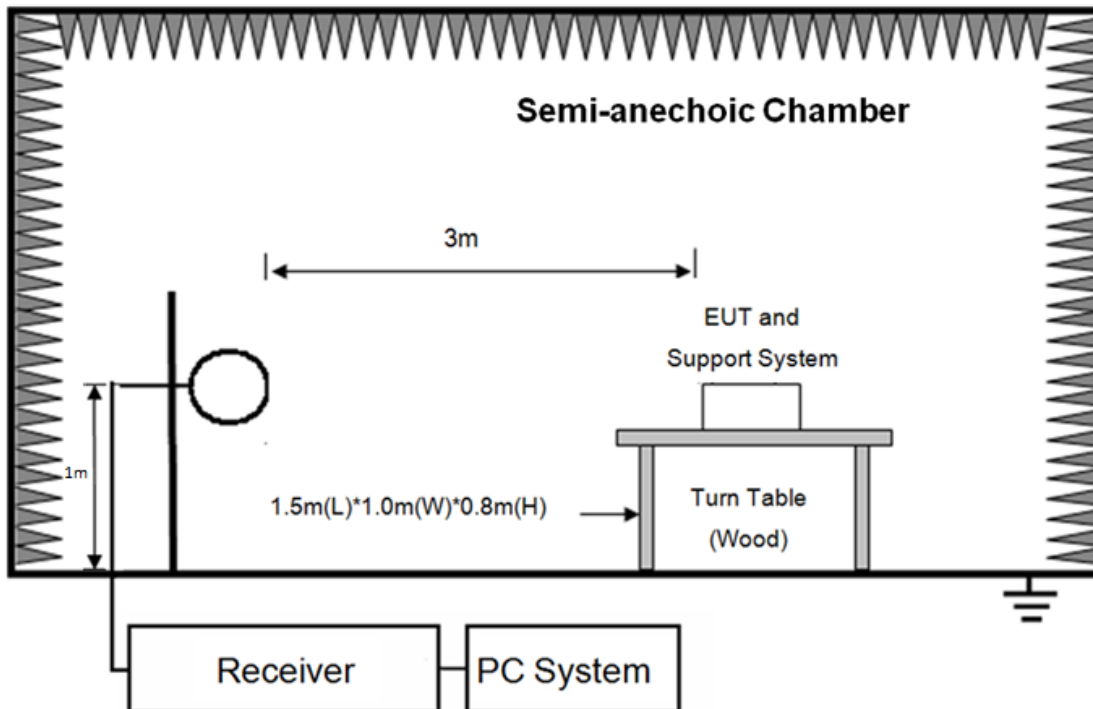 Semi-anechoic Chamber
3m
EUT and
Support System
1m
1.5m(L)*1.0m(W)*0.8m(H)
Turn Table
(Wood)
Receiver
PC System